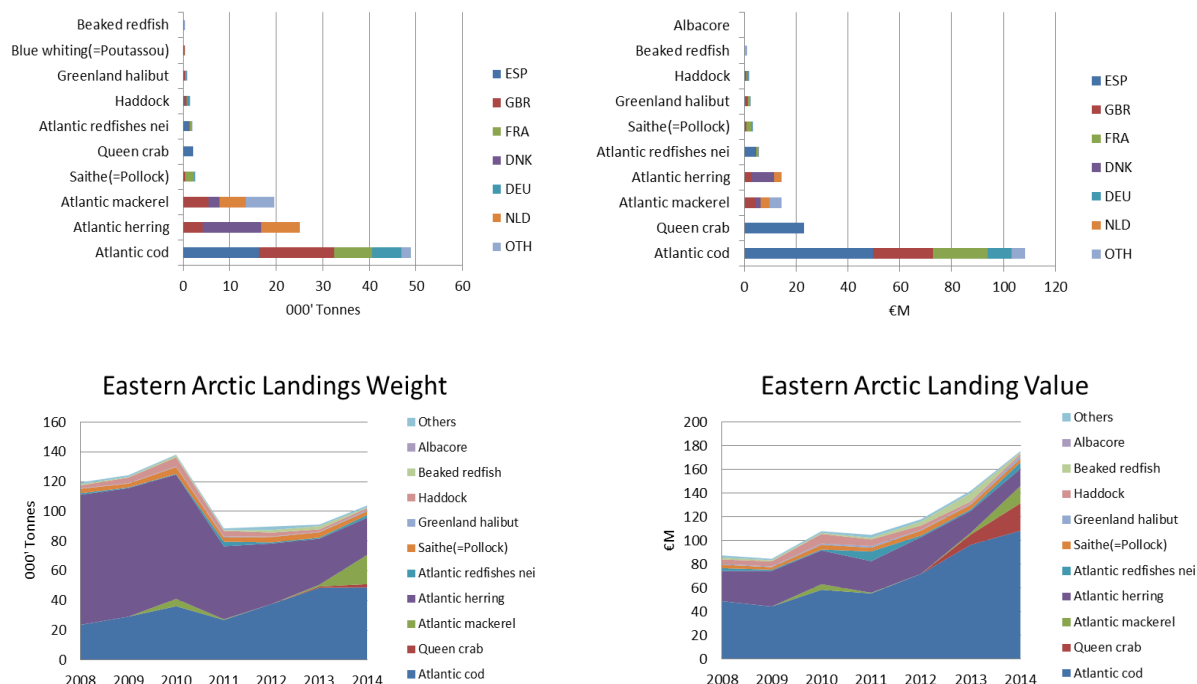 Beaked redfish
Blue whiting(=Poutassou)
Greenland halibut
Haddock
Atlantic redfishes nei
Queen crab
Saithe(=Pollock)
Atlantic mackerel
Atlantic herring
Atlantic cod
0 10 20 30 40 50 60
000' Tonnes
ESP
GBR
FRA
DNK
DEU
NLD
OTH
Albacore
Beaked redfish
Haddock
Greenland halibut
Saithe(=Pollock)
Atlantic redfishes nei
Atlantic herring
Atlantic mackerel
Queen crab
Atlantic cod
0 20 40 60 80 100 120
€M
ESP
GBR
FRA
DNK
DEU
NLD
OTH
Eastern Arctic Landings Weight
000' Tonnes
160
140
120
100
80
60
40
20
0
2008 2009 2010 2011 2012 2013 2014
Others
Albacore
Beaked redfish
Haddock
Greenland halibut
Saithe(=Pollock)
Atlantic redfishes nei
Atlantic herring
Atlantic mackerel
Queen crab
Atlantic cod
Eastern Arctic Landing Value
€M
200
180
160
140
120
100
80
60
40
20
0
2008 2009 2010 2011 2012 2013 2014
Others
Albacore
Beaked redfish
Haddock
Greenland halibut
Saithe(=Pollock)
Atlantic redfishes nei
Atlantic herring
Atlantic mackerel
Queen crab
Atlantic cod